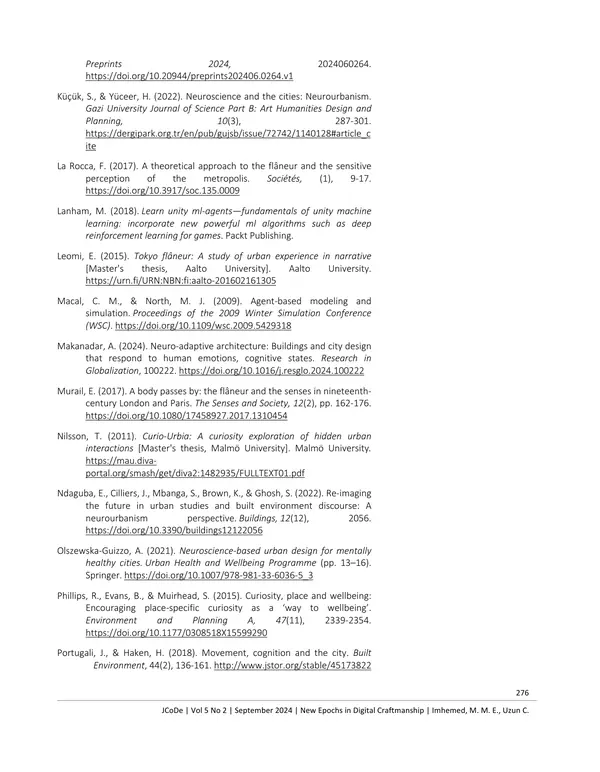 Preprints 2024, 2024060264.
https://doi.org/10.20944/preprints202406.0264.v1
Küçük, S., & Yüceer, H. (2022). Neuroscience and the cities: Neurourbanism.
Gazi University Journal of Science Part B: Art Humanities Design and
Planning, 10(3), 287-301.
https://dergipark.org.tr/en/pub/gujsb/issue/72742/1140128#article_c
ite
La Rocca, F. (2017). A theoretical approach to the flâneur and the sensitive
perception of the metropolis. Sociétés, (1), 9-17.
https://doi.org/10.3917/soc.135.0009
Lanham, M. (2018). Learn unity ml-agents—fundamentals of unity machine
learning: incorporate new powerful ml algorithms such as deep
reinforcement learning for games. Packt Publishing.
Leomi, E. (2015). Tokyo flâneur: A study of urban experience in narrative
[Master's thesis, Aalto University]. Aalto University.
https://urn.fi/URN:NBN:fi:aalto-201602161305
Macal, C. M., & North, M. J. (2009). Agent-based modeling and
simulation. Proceedings of the 2009 Winter Simulation Conference
(WSC). https://doi.org/10.1109/wsc.2009.5429318
Makanadar, A. (2024). Neuro-adaptive architecture: Buildings and city design
that respond to human emotions, cognitive states. Research in
Globalization, 100222. https://doi.org/10.1016/j.resglo.2024.100222
Murail, E. (2017). A body passes by: the flâneur and the senses in nineteenth-
century London and Paris. The Senses and Society, 12(2), pp. 162-176.
https://doi.org/10.1080/17458927.2017.1310454
Nilsson, T. (2011). Curio-Urbia: A curiosity exploration of hidden urban
interactions [Master's thesis, Malmö University]. Malmö University.
https://mau.diva-
portal.org/smash/get/diva2:1482935/FULLTEXT01.pdf
Ndaguba, E., Cilliers, J., Mbanga, S., Brown, K., & Ghosh, S. (2022). Re-imaging
the future in urban studies and built environment discourse: A
neurourbanism perspective. Buildings, 12(12), 2056.
https://doi.org/10.3390/buildings12122056
Olszewska-Guizzo, A. (2021). Neuroscience-based urban design for mentally
healthy cities. Urban Health and Wellbeing Programme (pp. 13–16).
Springer. https://doi.org/10.1007/978-981-33-6036-5_3
Phillips, R., Evans, B., & Muirhead, S. (2015). Curiosity, place and wellbeing:
Encouraging place-specific curiosity as a ‘way to wellbeing’.
Environment and Planning A, 47(11), 2339-2354.
https://doi.org/10.1177/0308518X15599290
Portugali, J., & Haken, H. (2018). Movement, cognition and the city. Built
Environment, 44(2), 136-161. http://www.jstor.org/stable/45173822
276
JCoDe | Vol 5 No 2 | September 2024 | New Epochs in Digital Craftmanship | Imhemed, M. M. E., Uzun C.